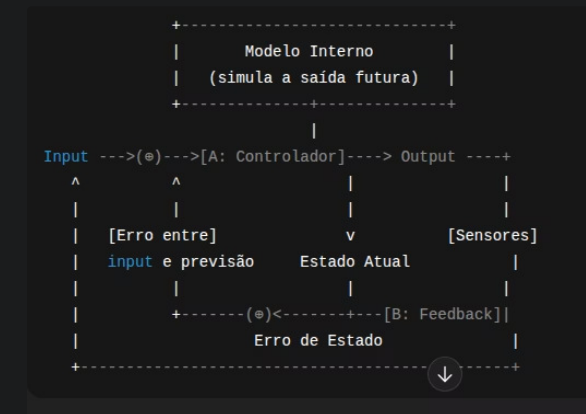 +-----------------------------+
|       Modelo Interno        |
|   (simula a saída futura)   |
+--------------+--------------+
|
Input --->(⊕)--->[A: Controlador]----> Output ----+
^          ^                  |                |
|          |                  |                |
|   [Erro entre]              v          [Sensores]
|   input e previsão     Estado Atual           |
|          |                  |                |
|          +-------(⊕)<-------+---[B: Feedback]|
|                   Erro de Estado              |
+-----------------------------------------------+